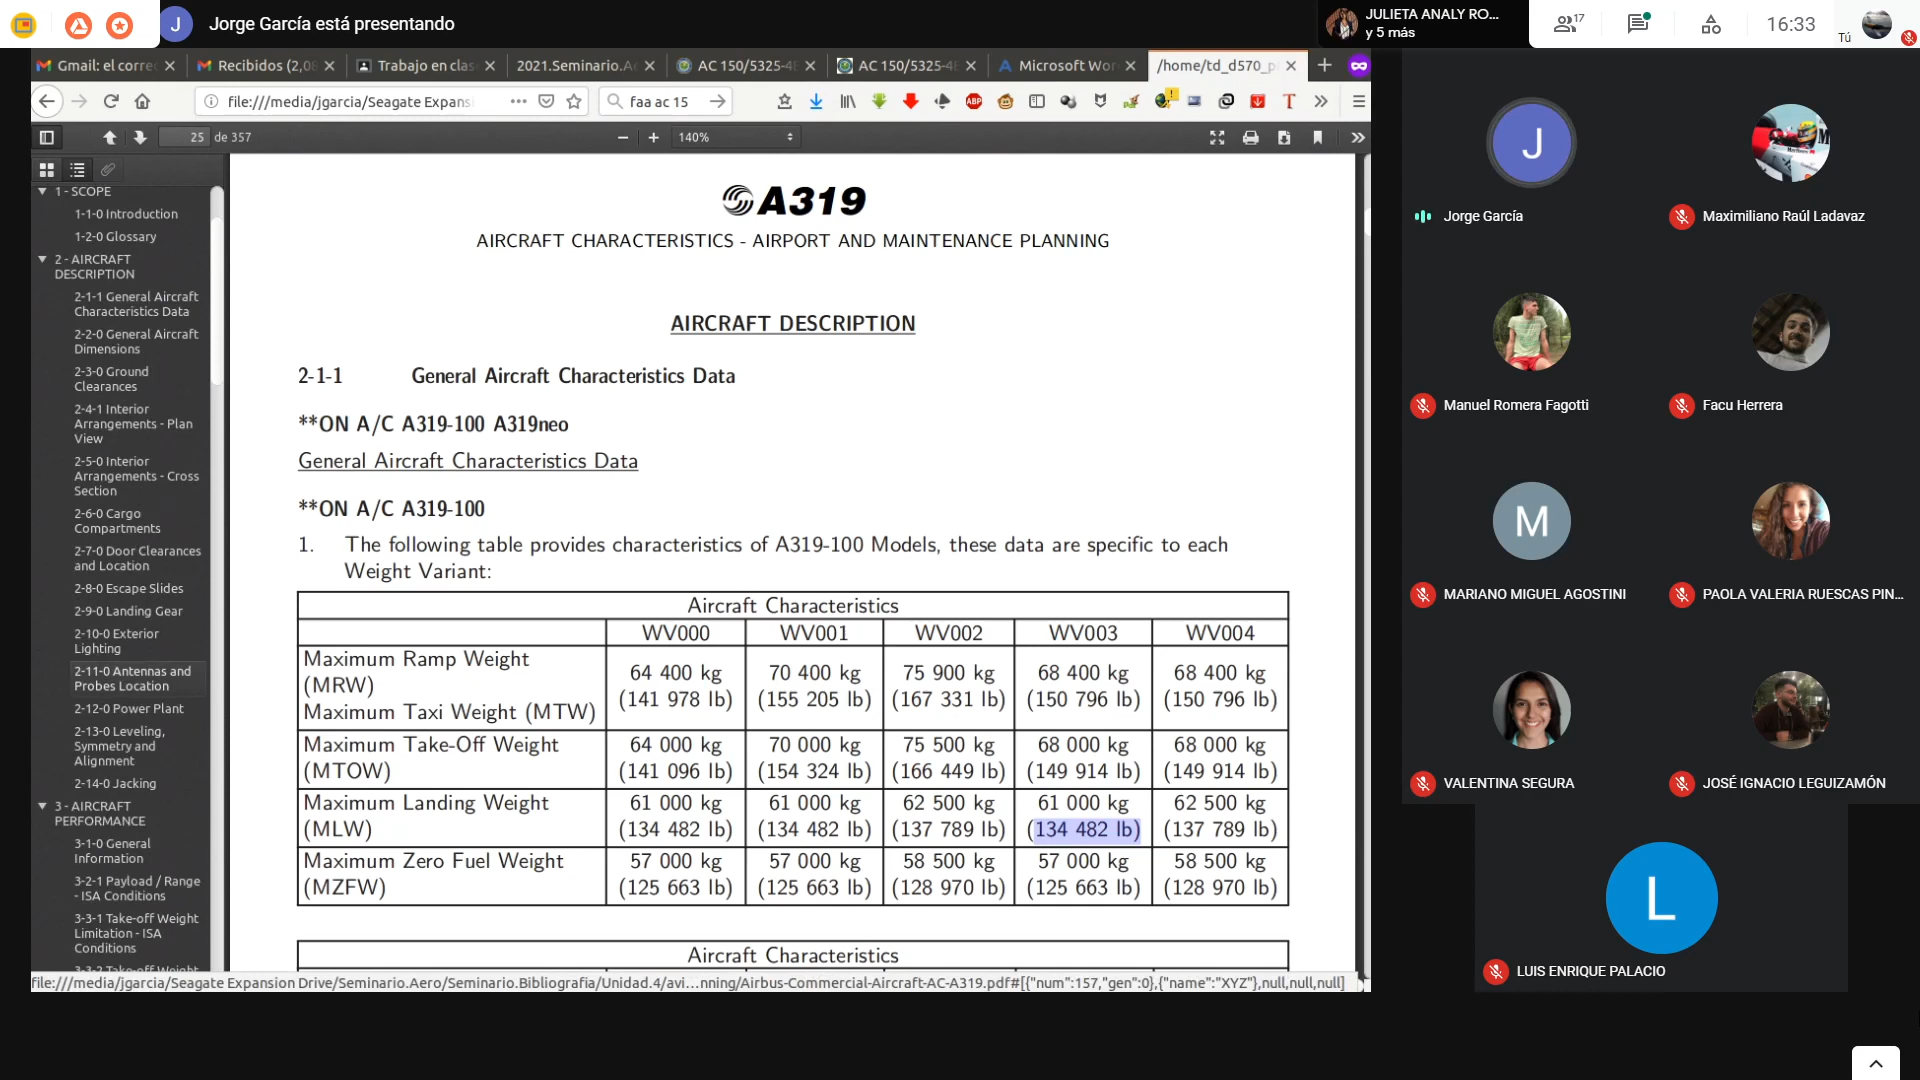 J
Jorge García está presentando
JULIETA ANALY RO...
y 5 más
17
16:33
Tú
Gmail: el corre
Recibidos (2,08
Trabajo en clas
2021.Seminario.Ae
AC 150/5325-4B
AC 150/5325-4B
Microsoft Wor
/home/td_d570_p
file:///media/jgarcia/Seagate Expans
faa ac 15
ABP
25 de 357
140%
1 - SCOPE
1-1-0 Introduction
1-2-0 Glossary
2 - AIRCRAFT
DESCRIPTION
2-1-1 General Aircraft
Characteristics Data
2-2-0 General Aircraft
Dimensions
2-3-0 Ground
Clearances
2-4-1 Interior
Arrangements - Plan
View
2-5-0 Interior
Arrangements - Cross
Section
2-6-0 Cargo
Compartments
2-7-0 Door Clearances
and Location
2-8-0 Escape Slides
2-9-0 Landing Gear
2-10-0 Exterior
Lighting
2-11-0 Antennas and
Probes Location
2-12-0 Power Plant
2-13-0 Leveling,
Symmetry and
Alignment
2-14-0 Jacking
3 - AIRCRAFT
PERFORMANCE
3-1-0 General
Information
3-2-1 Payload / Range
- ISA Conditions
3-3-1 Take-off Weight
Limitation - ISA
Conditions
3-3-2 Take-off Weight
A319
AIRCRAFT CHARACTERISTICS - AIRPORT AND MAINTENANCE PLANNING
AIRCRAFT DESCRIPTION
2-1-1 General Aircraft Characteristics Data
**ON A/C A319-100 A319neo
General Aircraft Characteristics Data
**ON A/C A319-100
1. The following table provides characteristics of A319-100 Models, these data are specific to each
Weight Variant:
Aircraft Characteristics
WV000 WV001 WV002 WV003 WV004
Maximum Ramp Weight
(MRW)
Maximum Taxi Weight (MTW)
64 400 kg 70 400 kg 75 900 kg 68 400 kg 68 400 kg
(141 978 lb) (155 205 lb) (167 331 lb) (150 796 lb) (150 796 lb)
Maximum Take-Off Weight 64 000 kg 70 000 kg 75 500 kg 68 000 kg 68 000 kg
(MTOW) (141 096 lb) (154 324 lb) (166 449 lb) (149 914 lb) (149 914 lb)
Maximum Landing Weight 61 000 kg 61 000 kg 62 500 kg 61 000 kg 62 500 kg
(MLW) (134 482 lb) (134 482 lb) (137 789 lb) (134 482 lb) (137 789 lb)
Maximum Zero Fuel Weight 57 000 kg 57 000 kg 58 500 kg 57 000 kg 58 500 kg
(MZFW) (125 663 lb) (125 663 lb) (128 970 lb) (125 663 lb) (128 970 lb)
Aircraft Characteristics
file:///media/jgarcia/Seagate Expansion Drive/Seminario.Aero/Seminario.Bibliografia/Unidad.4/avi...nning/Airbus-Commercial-Aircraft-AC-A319.pdf#[{"num":157,"gen":0},{"name":"XYZ"},null,null,null]
J
Jorge García
Maximiliano Raúl Ladavaz
Manuel Romera Fagotti
Facu Herrera
M
MARIANO MIGUEL AGOSTINI
PAOLA VALERIA RUESCAS PIN...
VALENTINA SEGURA
JOSÉ IGNACIO LEGUIZAMÓN
L
LUIS ENRIQUE PALACIO